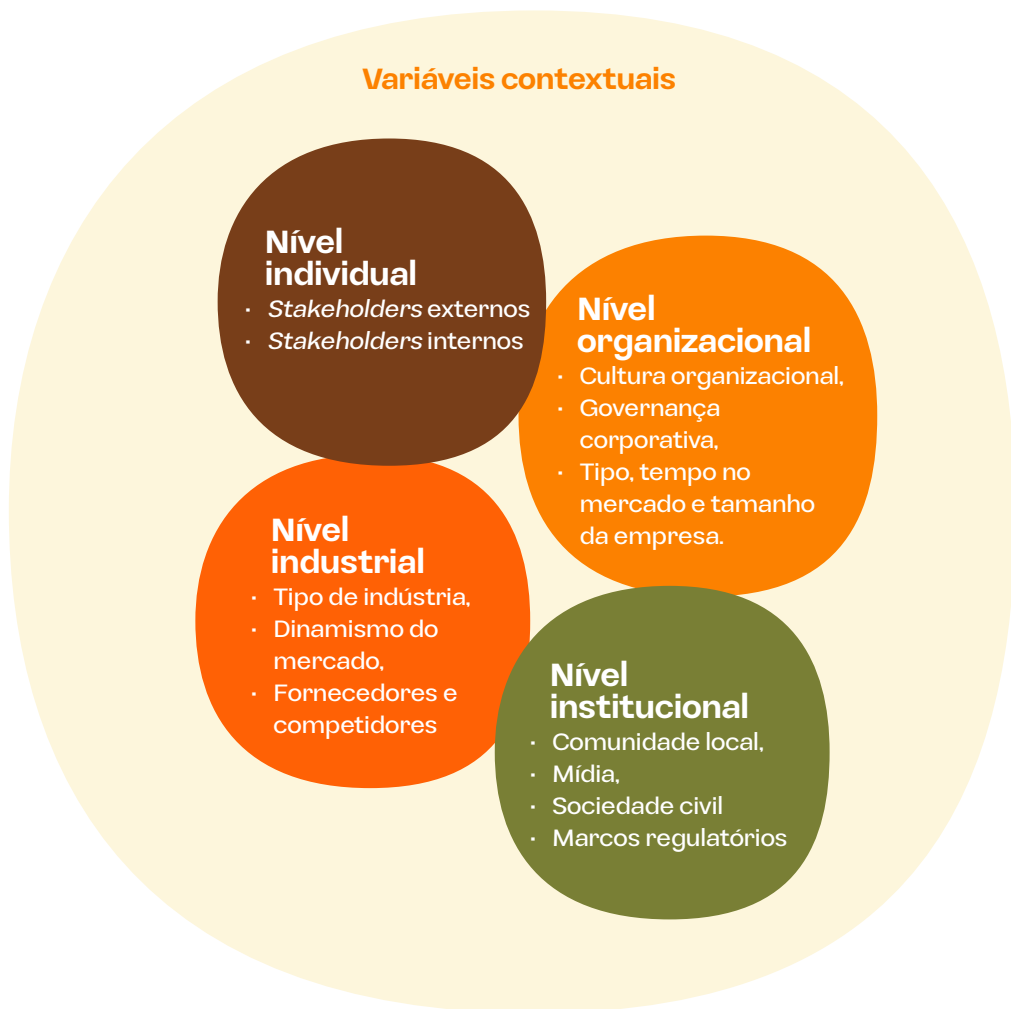 Variáveis contextuais
Nível
individual
· Stakeholders externos
· Stakeholders internos
Nível
organizacional
· Cultura organizacional,
· Governança
corporativa,
· Tipo, tempo no
mercado e tamanho
da empresa.
Nível
industrial
· Tipo de indústria,
· Dinamismo do
mercado,
· Fornecedores e
competidores
Nível
institucional
· Comunidade local,
· Mídia,
· Sociedade civil
· Marcos regulatórios